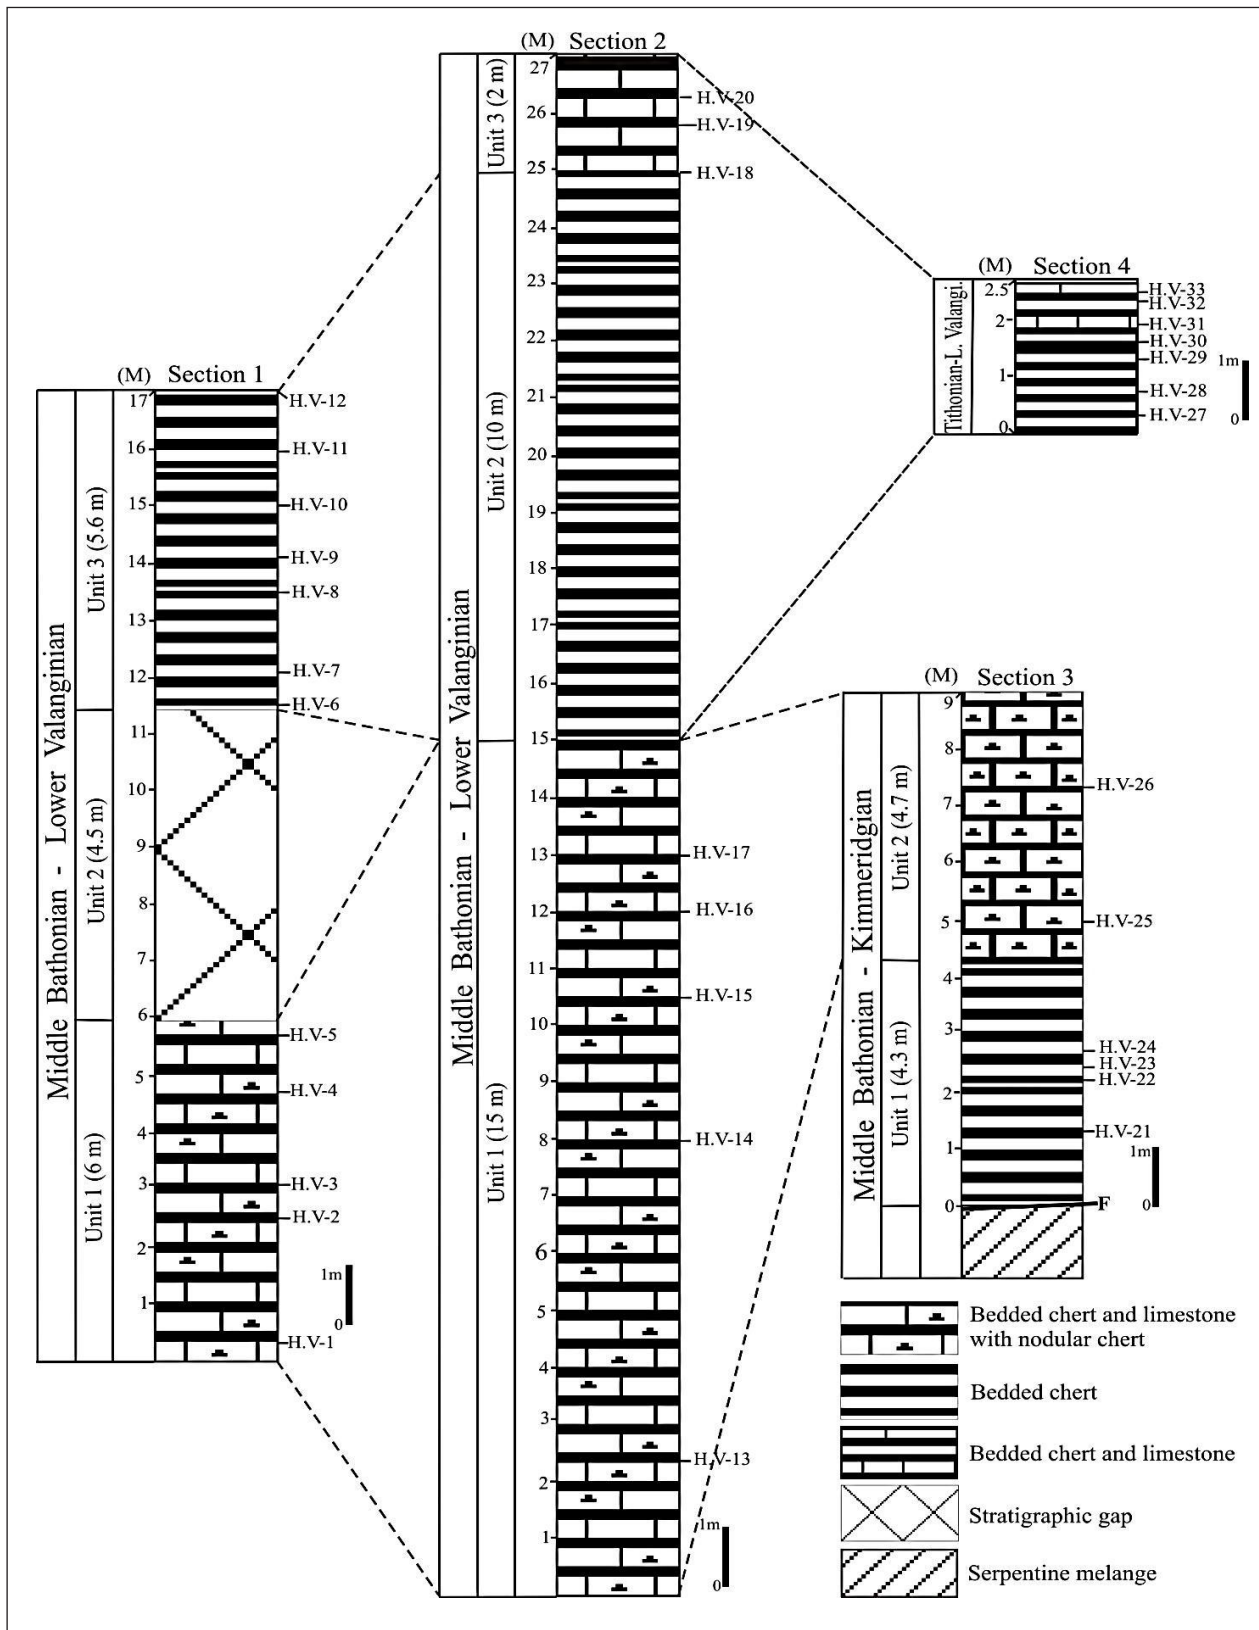 (M) Section 1
Middle Bathonian - Lower Valanginian
Unit 3 (5.6 m)
Unit 2 (4.5 m)
Unit 1 (6 m)
17
16
15
14
13
12
11
10
9
8
7
6
5
4
3
2
1
H.V-12
H.V-11
H.V-10
H.V-9
H.V-8
H.V-7
H.V-6
H.V-5
H.V-4
H.V-3
H.V-2
H.V-1
1m
0
(M) Section 2
Middle Bathonian - Lower Valanginian
Unit 3 (2 m)
Unit 2 (10 m)
Unit 1 (15 m)
27
26
25
24
23
22
21
20
19
18
17
16
15
14
13
12
11
10
9
8
7
6
5
4
3
2
1
H.V-20
H.V-19
H.V-18
H.V-17
H.V-16
H.V-15
H.V-14
H.V-13
1m
0
(M) Section 4
Tithonian-L. Valangi.
2.5
2
1
0
H.V-33
H.V-32
H.V-31
H.V-30
H.V-29
H.V-28
H.V-27
1m
0
(M) Section 3
Middle Bathonian - Kimmeridgian
Unit 2 (4.7 m)
Unit 1 (4.3 m)
9
8
7
6
5
4
3
2
1
0
H.V-26
H.V-25
H.V-24
H.V-23
H.V-22
H.V-21
F
1m
0
Bedded chert and limestone
with nodular chert
Bedded chert
Bedded chert and limestone
Stratigraphic gap
Serpentine melange